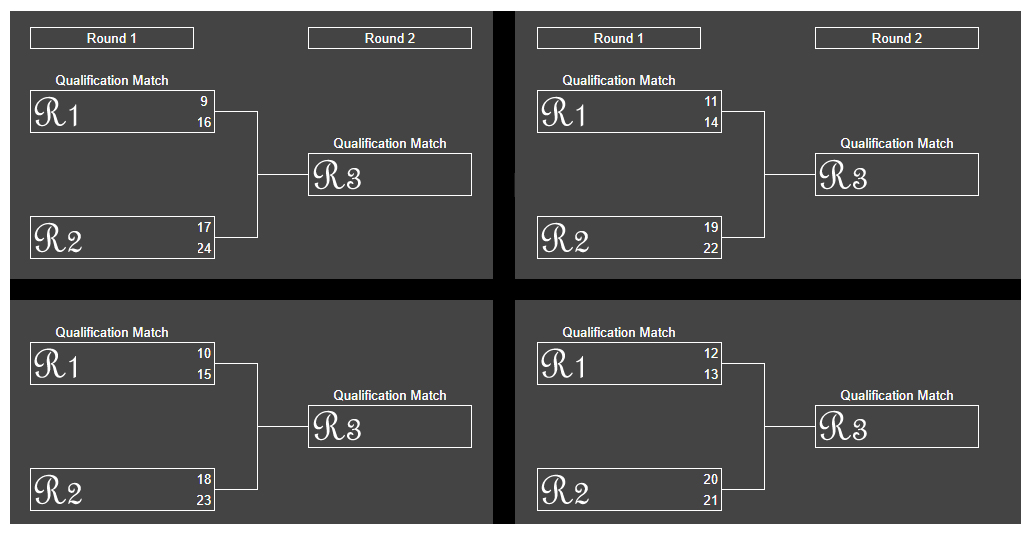 Round 1 Round 2
Qualification Match
ℛ1 9
16
Qualification Match
ℛ3
ℛ2 17
24
Round 1 Round 2
Qualification Match
ℛ1 11
14
Qualification Match
ℛ3
ℛ2 19
22
Qualification Match
ℛ1 10
15
Qualification Match
ℛ3
ℛ2 18
23
Qualification Match
ℛ1 12
13
Qualification Match
ℛ3
ℛ2 20
21